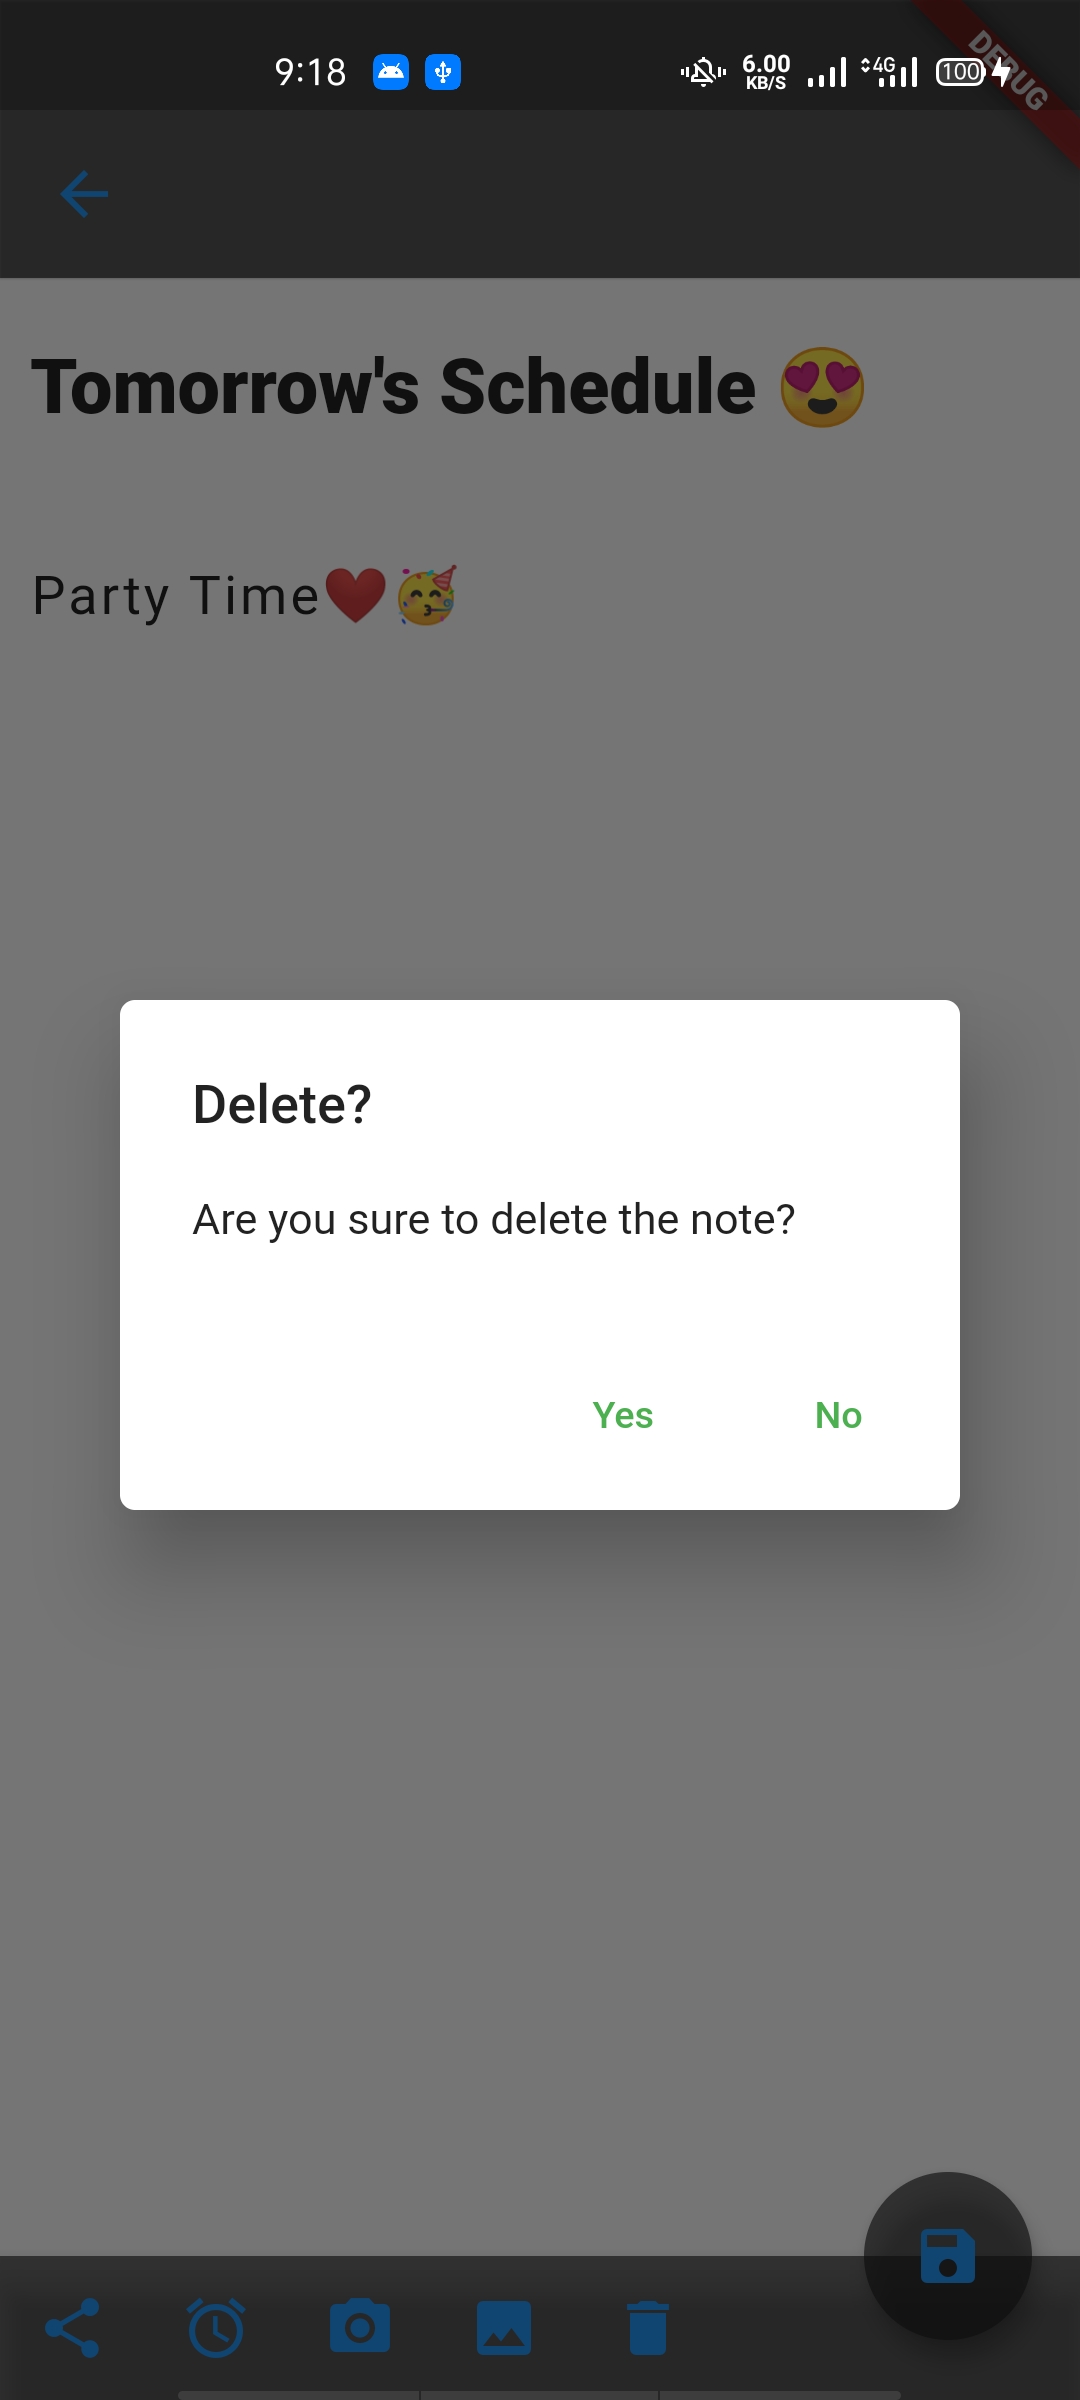 9:18
6.00
KB/S
4G
100
DEBUG
Tomorrow's Schedule 😍
Party Time❤️🥳
Delete?
Are you sure to delete the note?
Yes No